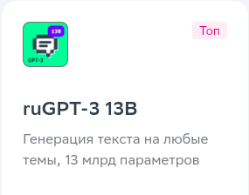 13B
Топ
GPT-3
ruGPT-3 13B
Генерация текста на любые
темы, 13 млрд параметров